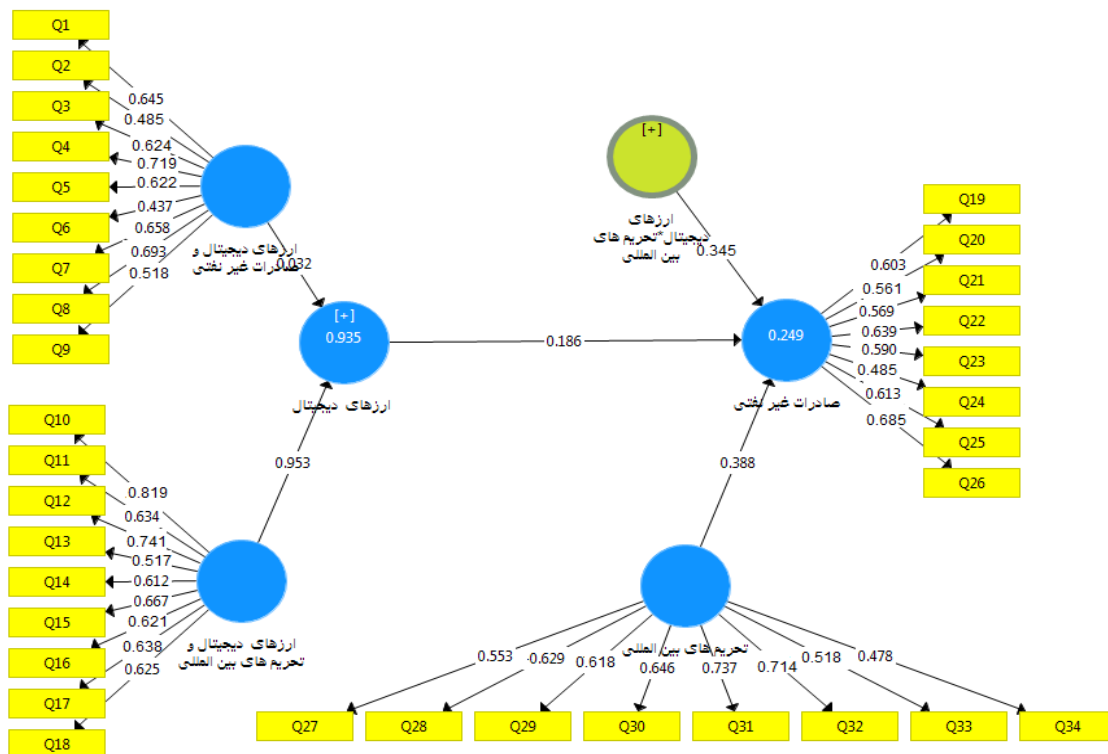 Q1
Q2
Q3
Q4
Q5
Q6
Q7
Q8
Q9
0.645
0.485
0.624
0.719
0.622
0.437
0.658
0.693
0.518
ارزهای دیجیتال و
صادرات غیر نفتی
0.032
[+]
0.935
ارزهای دیجیتال
0.186
[+]
ارزهای
دیجیتال*تحریم های
بین المللی
0.345
0.249
صادرات غیر نفتی
0.603
0.561
0.569
0.639
0.590
0.485
0.613
0.685
Q19
Q20
Q21
Q22
Q23
Q24
Q25
Q26
Q10
Q11
Q12
Q13
Q14
Q15
Q16
Q17
Q18
0.819
0.634
0.741
0.517
0.612
0.667
0.621
0.638
0.625
ارزهای دیجیتال و
تحریم های بین المللی
0.953
0.388
تحریم های بین المللی
0.553
-0.629
0.618
0.646
0.737
0.714
0.518
0.478
Q27
Q28
Q29
Q30
Q31
Q32
Q33
Q34